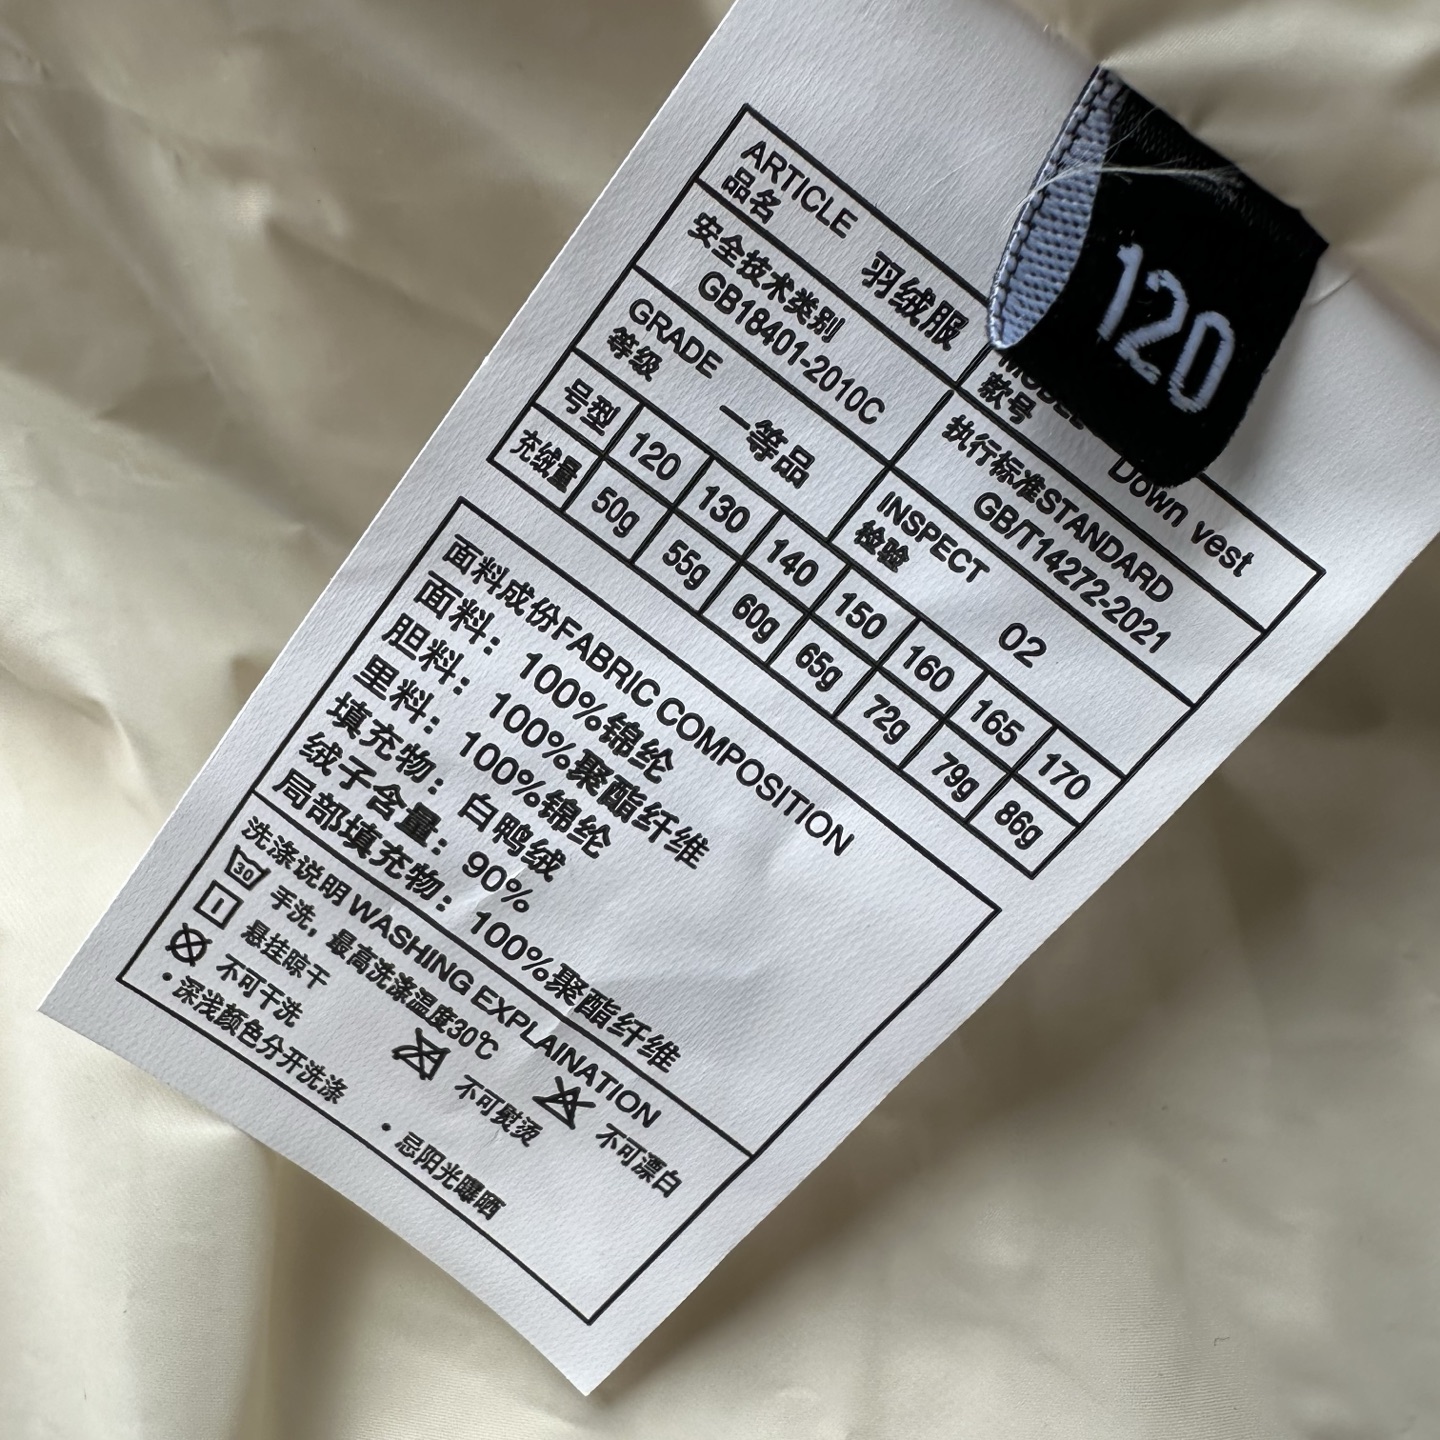 120
ARTICLE
品名
羽绒服
款号
Down vest
安全技术类别
GB18401-2010C
执行标准STANDARD
GB/T14272-2021
GRADE
等级
一等品
INSPECT
检验
02
号型 120 130 140 150 160 165 170
充绒量 50g 55g 60g 65g 72g 79g 86g
面料成份FABRIC COMPOSITION
面料: 100%锦纶
胆料: 100%聚酯纤维
里料: 100%锦纶
填充物: 白鸭绒
绒子含量: 90%
局部填充物: 100%聚酯纤维
洗涤说明 WASHING EXPLAINATION
30 手洗，最高洗涤温度30℃
悬挂晾干 不可熨烫 不可漂白
不可干洗
·深浅颜色分开洗涤 ·忌阳光曝晒